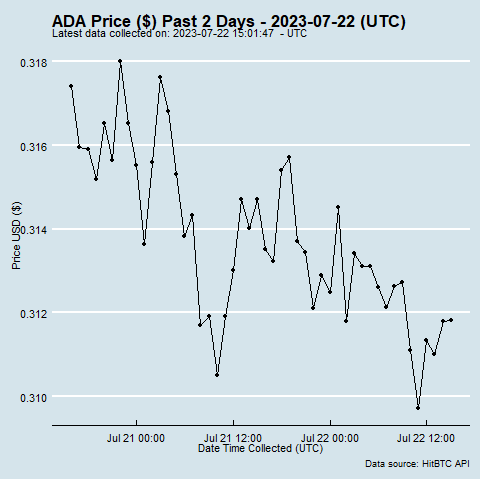 ADA Price ($) Past 2 Days - 2023-07-22 (UTC)
Latest data collected on: 2023-07-22 15:01:47 - UTC
0.318
0.316
0.314
0.312
0.310
Price USD ($)
Jul 21 00:00 Jul 21 12:00 Jul 22 00:00 Jul 22 12:00
Date Time Collected (UTC)
Data source: HitBTC API